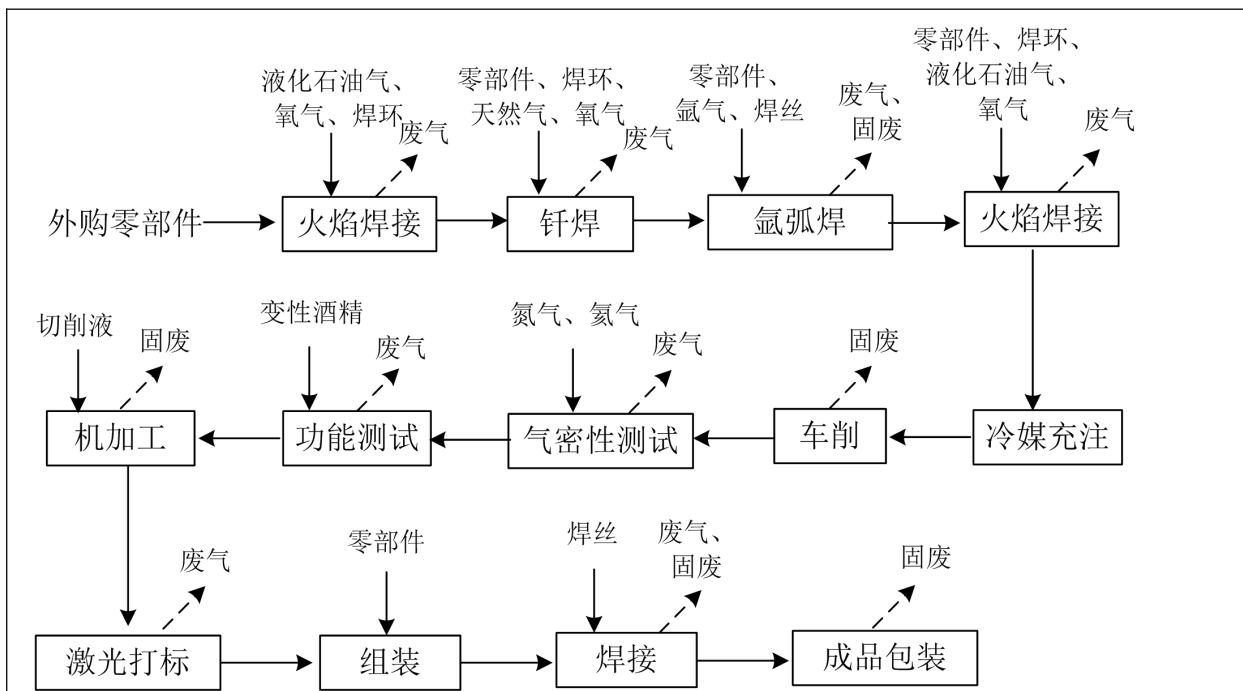 液化石油气、
氧气、焊环
废气
零部件、焊环、
天然气、氧气
废气
零部件、
氩气、焊丝
废气、
固废
零部件、焊环、
液化石油气、
氧气
废气
外购零部件
火焰焊接
钎焊
氩弧焊
火焰焊接
切削液
固废
变性酒精
废气
氮气、氦气
废气
固废
机加工
功能测试
气密性测试
车削
冷媒充注
废气
零部件
焊丝
废气、
固废
固废
激光打标
组装
焊接
成品包装